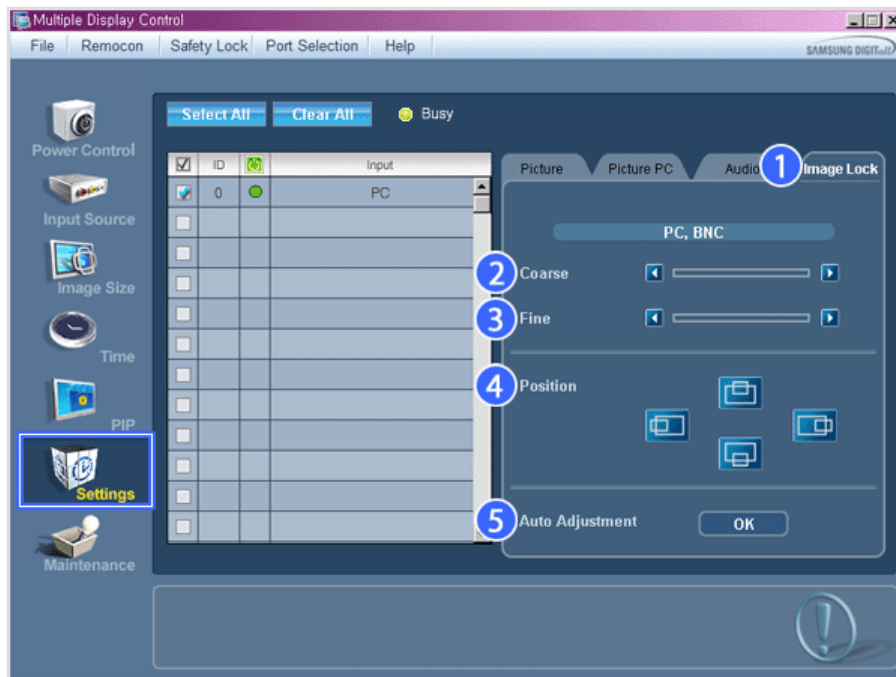 Multiple Display Control
File Remocon Safety Lock Port Selection Help
SAMSUNG DIGITall
Select All Clear All Busy
Power Control
Input Source
Image Size
Time
PIP
Settings
Maintenance
ID Input
0 PC
Picture Picture PC Audio 1 Image Lock
PC, BNC
2 Coarse
3 Fine
4 Position
5 Auto Adjustment OK